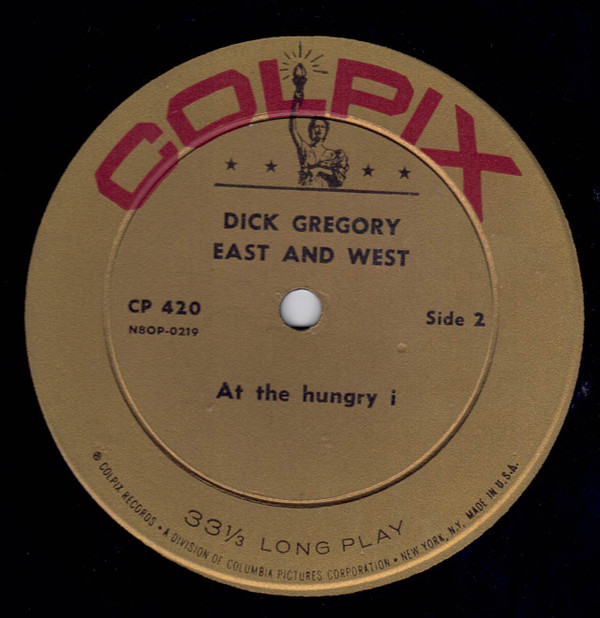 COLPIX
DICK GREGORY
EAST AND WEST
CP 420
N8OP-0219
Side 2
At the hungry i
33⅓ LONG PLAY
® COLPIX RECORDS • A DIVISION OF COLUMBIA PICTURES CORPORATION • NEW YORK, N.Y. MADE IN U.S.A.